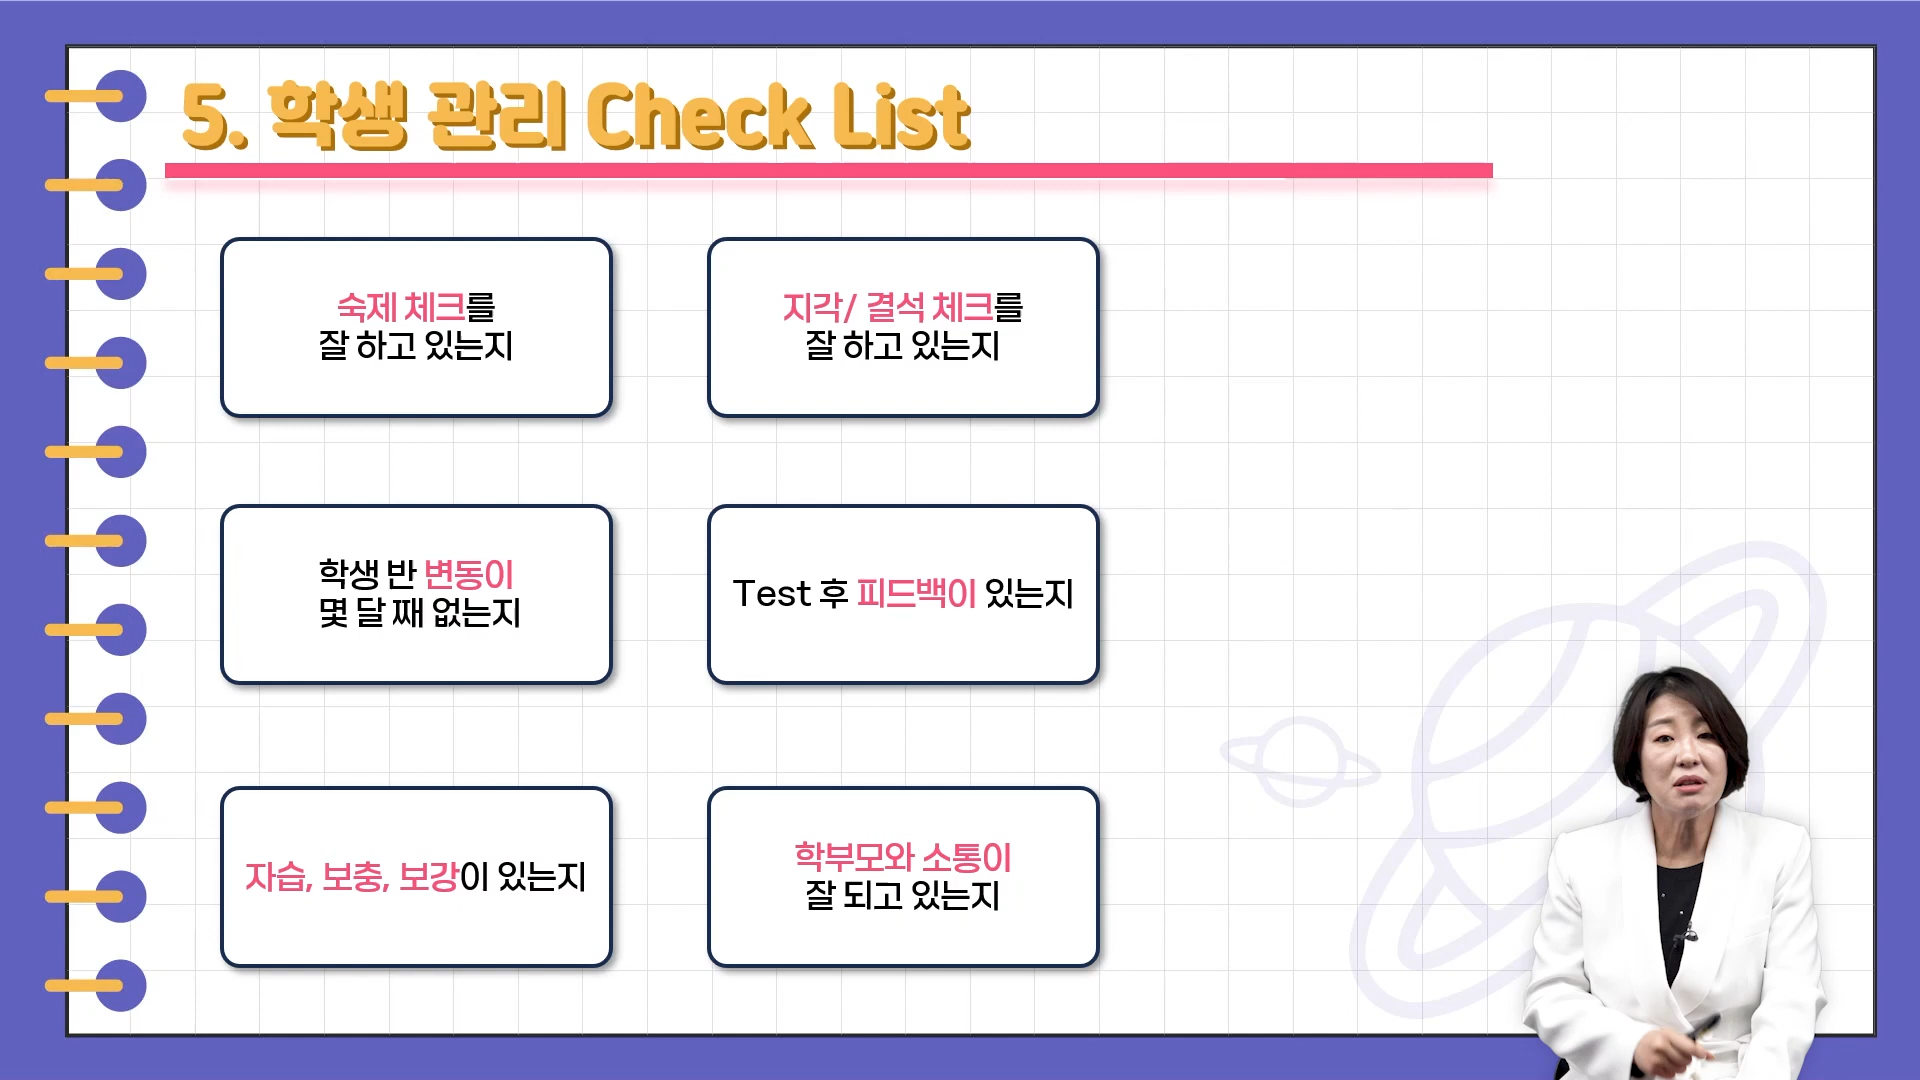 5. 학생 관리 Check List
숙제 체크를
잘 하고 있는지
지각/ 결석 체크를
잘 하고 있는지
학생 반 변동이
몇 달 째 없는지
Test 후 피드백이 있는지
자습, 보충, 보강이 있는지
학부모와 소통이
잘 되고 있는지